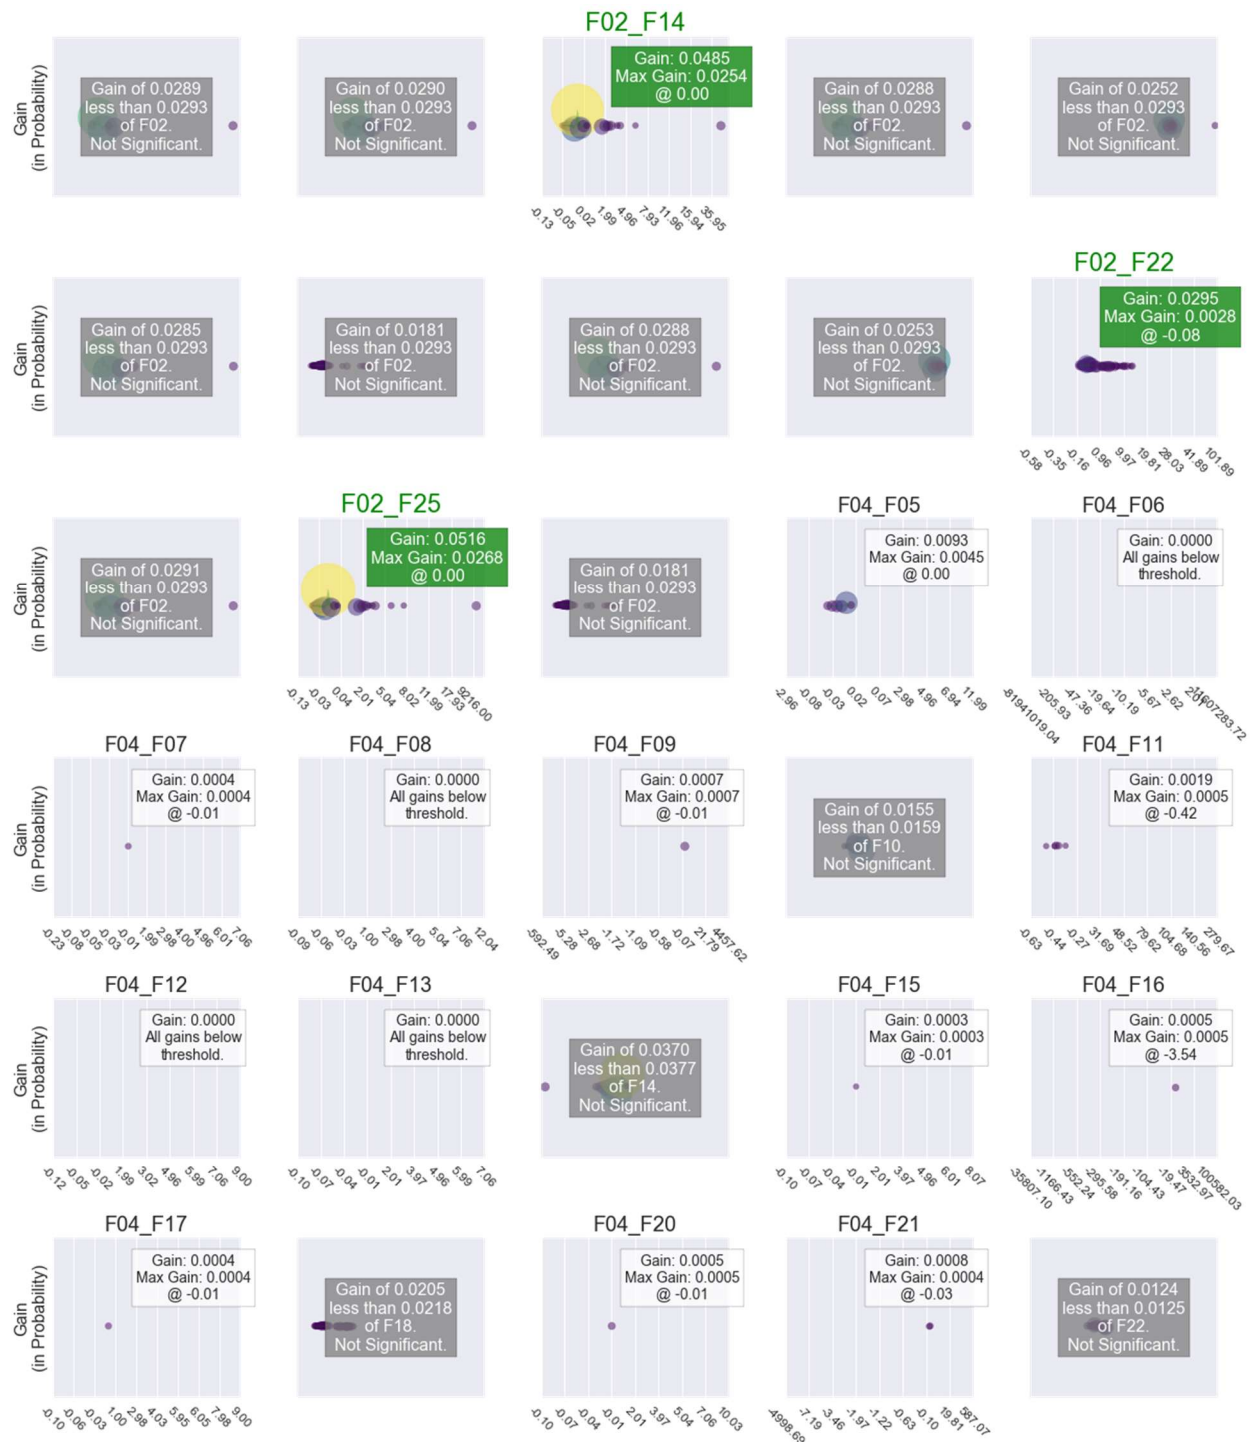 F02_F14
Gain
(in Probability)
Gain of 0.0289
less than 0.0293
of F02.
Not Significant.
Gain of 0.0290
less than 0.0293
of F02.
Not Significant.
Gain: 0.0485
Max Gain: 0.0254
@ 0.00
Gain of 0.0288
less than 0.0293
of F02.
Not Significant.
Gain of 0.0252
less than 0.0293
of F02.
Not Significant.
-0.13 -0.05 0.02 1.99 4.96 7.93 11.96 15.94 35.95
F02_F22
Gain
(in Probability)
Gain of 0.0285
less than 0.0293
of F02.
Not Significant.
Gain of 0.0181
less than 0.0293
of F02.
Not Significant.
Gain of 0.0288
less than 0.0293
of F02.
Not Significant.
Gain of 0.0253
less than 0.0293
of F02.
Not Significant.
Gain: 0.0295
Max Gain: 0.0028
@ -0.08
-0.58 -0.35 -0.16 0.96 9.97 19.81 28.03 41.89 101.89
F02_F25
F04_F05
F04_F06
Gain
(in Probability)
Gain of 0.0291
less than 0.0293
of F02.
Not Significant.
Gain: 0.0516
Max Gain: 0.0268
@ 0.00
Gain of 0.0181
less than 0.0293
of F02.
Not Significant.
Gain: 0.0093
Max Gain: 0.0045
@ 0.00
Gain: 0.0000
All gains below
threshold.
-0.13 -0.03 0.04 2.01 5.04 8.02 11.99 17.93 9216.00
-2.96 -0.08 -0.03 0.02 0.07 2.98 4.96 6.94 11.99
-81941019.04 -205.93 -47.36 -19.64 -10.19 -5.67 -2.62
F04_F07
F04_F08
F04_F09
F04_F11
Gain
(in Probability)
Gain: 0.0004
Max Gain: 0.0004
@ -0.01
Gain: 0.0000
All gains below
threshold.
Gain: 0.0007
Max Gain: 0.0007
@ -0.01
Gain of 0.0155
less than 0.0159
of F10.
Not Significant.
Gain: 0.0019
Max Gain: 0.0005
@ -0.42
-0.23 -0.08 -0.05 -0.03 -0.01 1.99 2.98 4.00 4.96 6.01 7.06
-0.09 -0.06 -0.03 1.00 2.98 4.00 5.04 7.06 12.04
-592.49 -5.28 -2.68 -1.72 -1.09 -0.58 -0.07 21.79 4457.62
-0.63 -0.44 -0.27 31.69 48.52 79.62 104.68 140.56 279.67
F04_F12
F04_F13
F04_F15
F04_F16
Gain
(in Probability)
Gain: 0.0000
All gains below
threshold.
Gain: 0.0000
All gains below
threshold.
Gain of 0.0370
less than 0.0377
of F14.
Not Significant.
Gain: 0.0003
Max Gain: 0.0003
@ -0.01
Gain: 0.0005
Max Gain: 0.0005
@ -3.54
-0.12 -0.05 -0.02 1.99 3.02 4.96 5.99 7.06 9.00
-0.10 -0.07 -0.04 -0.01 2.01 3.97 4.96 5.99 7.06
-0.10 -0.07 -0.04 -0.01 2.01 3.97 4.96 6.01 8.07
-35807.10 -1166.43 -552.24 -295.58 -191.16 -104.43 -19.47 3532.97 100582.03
F04_F17
F04_F20
F04_F21
Gain
(in Probability)
Gain: 0.0004
Max Gain: 0.0004
@ -0.01
Gain of 0.0205
less than 0.0218
of F18.
Not Significant.
Gain: 0.0005
Max Gain: 0.0005
@ -0.01
Gain: 0.0008
Max Gain: 0.0004
@ -0.03
Gain of 0.0124
less than 0.0125
of F22.
Not Significant.
-0.10 -0.06 -0.03 1.00 2.98 4.03 4.95 6.05 7.98 9.00
-0.10 -0.07 -0.04 -0.01 2.01 3.97 5.04 7.06 10.03
-4998.69 -7.19 -3.46 -1.97 -1.22 -0.63 -0.10 19.81 587.07